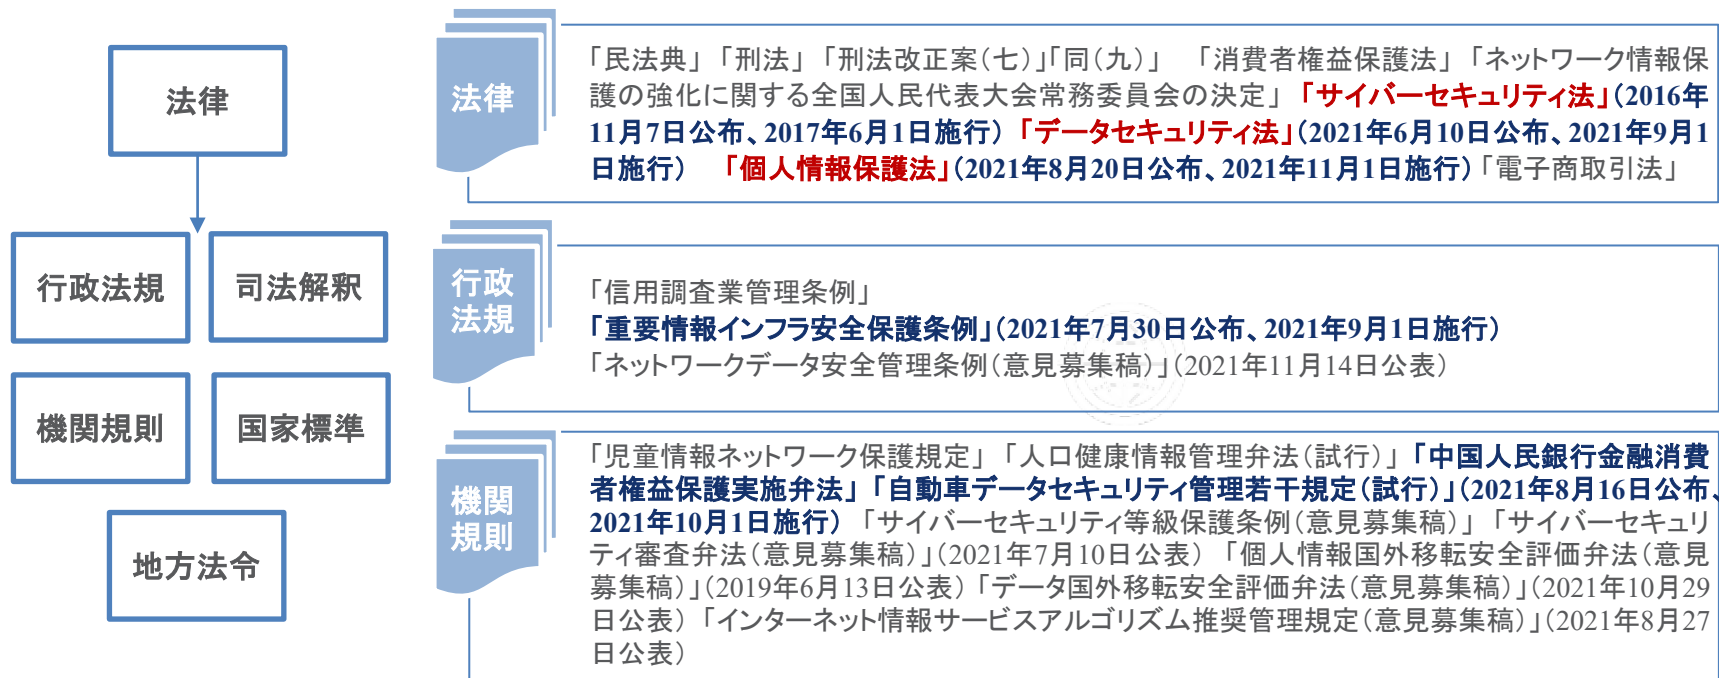 法律
行政法規
司法解釈
機関規則
国家標準
地方法令
法律
「民法典」 「刑法」 「刑法改正案（七）」「同（九）」 「消費者権益保護法」 「ネットワーク情報保
護の強化に関する全国人民代表大会常務委員会の決定」 「サイバーセキュリティ法」（2016年
11月7日公布、2017年6月1日施行） 「データセキュリティ法」（2021年6月10日公布、2021年9月1
日施行） 「個人情報保護法」（2021年8月20日公布、2021年11月1日施行）「電子商取引法」
行政
法規
「信用調査業管理条例」
「重要情報インフラ安全保護条例」（2021年7月30日公布、2021年9月1日施行）
「ネットワークデータ安全管理条例（意見募集稿）」（2021年11月14日公表）
機関
規則
「児童情報ネットワーク保護規定」 「人口健康情報管理弁法（試行）」 「中国人民銀行金融消費
者権益保護実施弁法」 「自動車データセキュリティ管理若干規定（試行）」（2021年8月16日公布、
2021年10月1日施行） 「サイバーセキュリティ等級保護条例（意見募集稿）」 「サイバーセキュリ
ティ審査弁法（意見募集稿）」（2021年7月10日公表） 「個人情報国外移転安全評価弁法（意見
募集稿）」（2019年6月13日公表） 「データ国外移転安全評価弁法（意見募集稿）」（2021年10月29
日公表） 「インターネット情報サービスアルゴリズム推奨管理規定（意見募集稿）」（2021年8月27
日公表）